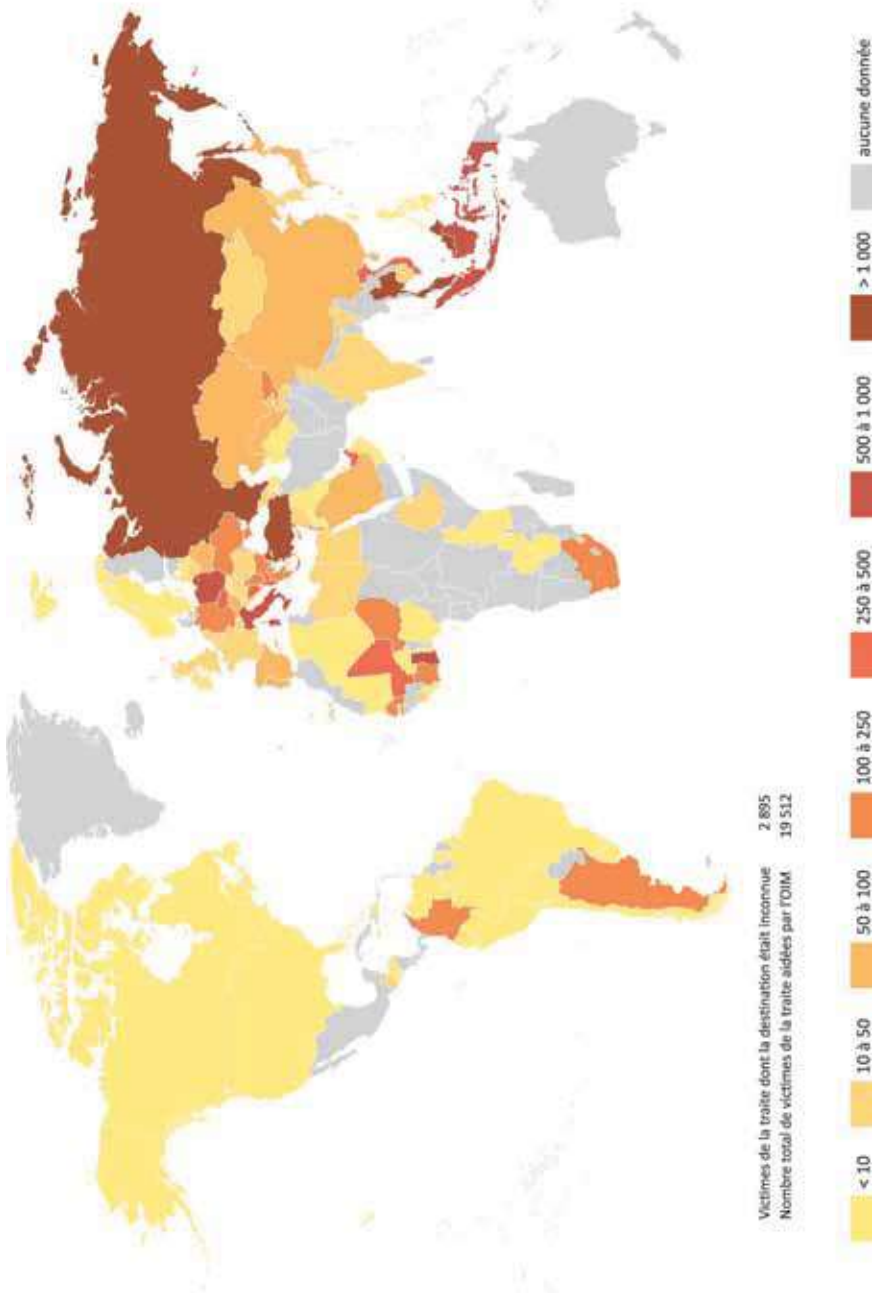 Victimes de la traite dont la destination était inconnue 2 895
Nombre total de victimes de la traite aidées par l'OIM 19 512
< 10
10 à 50
50 à 100
100 à 250
250 à 500
500 à 1 000
> 1 000
aucune donnée